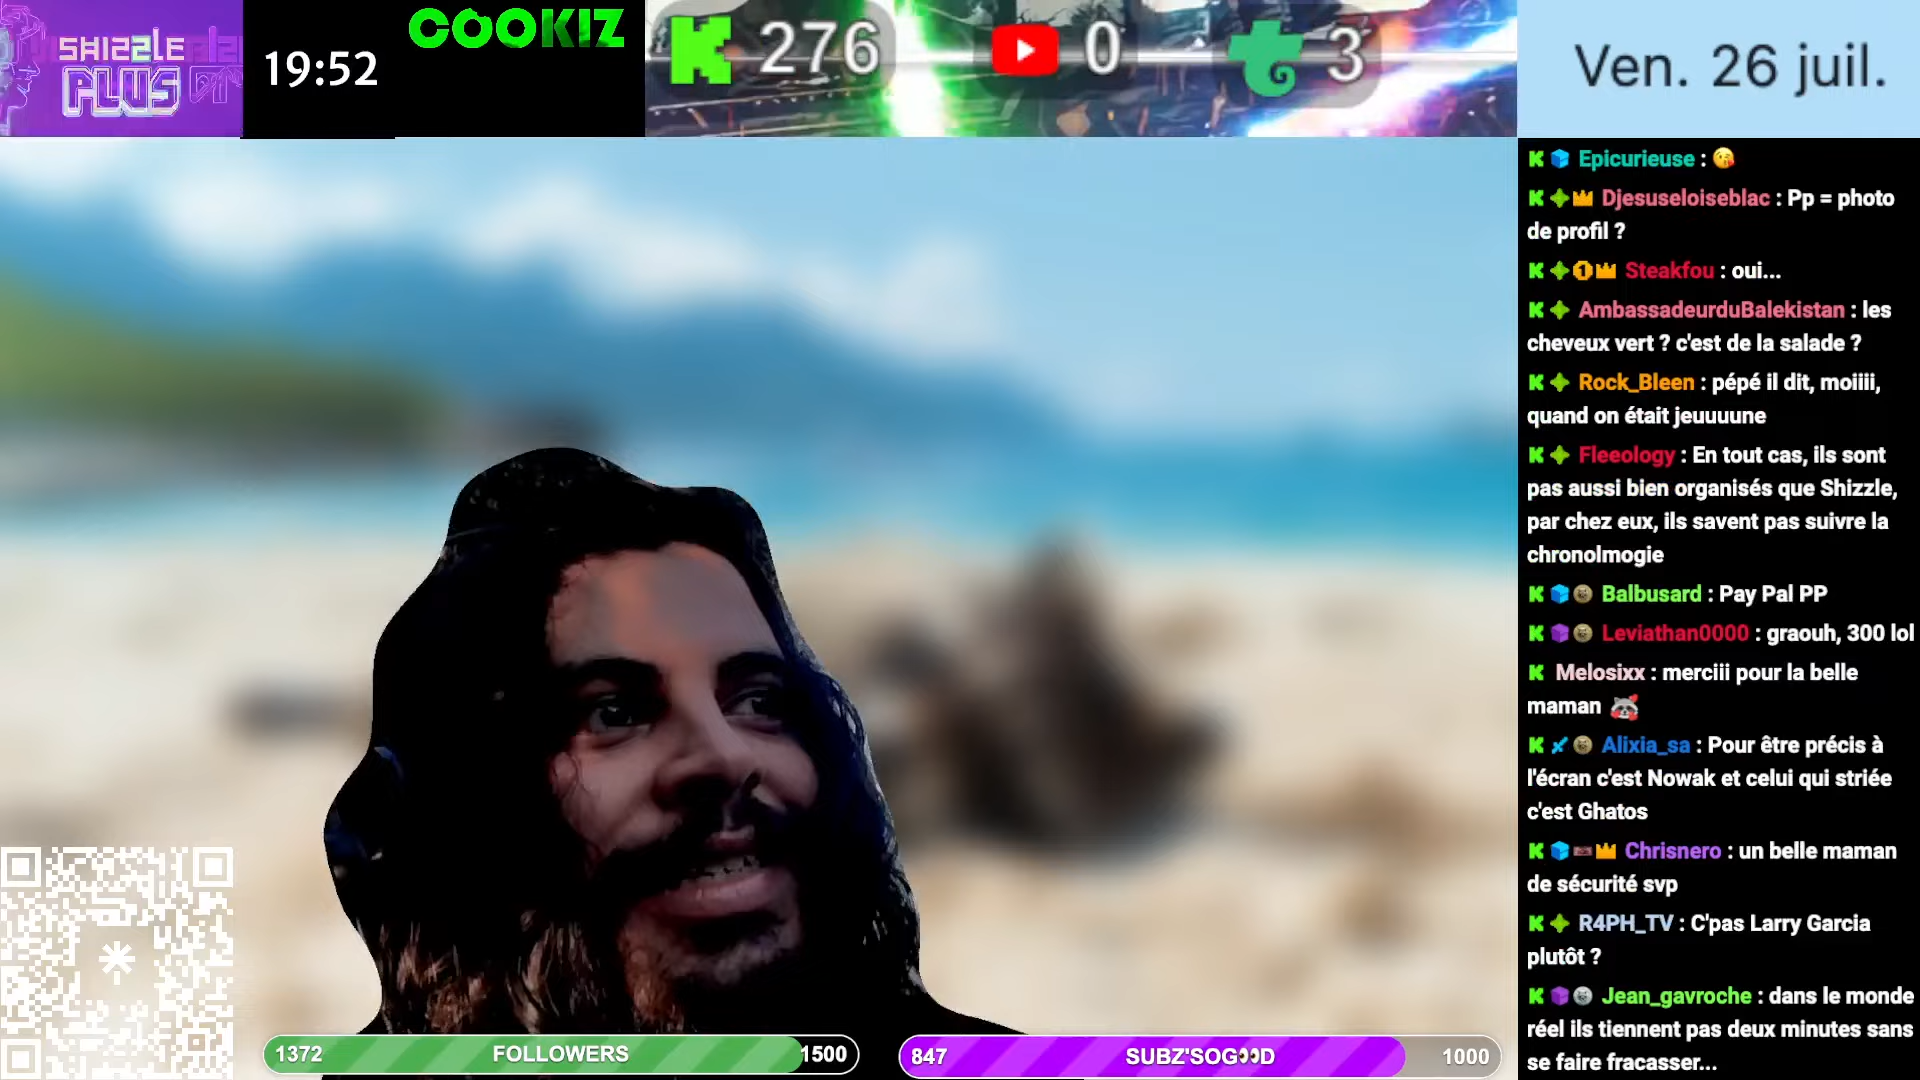 SHIZZLE
PLUS
19:52
COOKIZ
276
0
3
Ven. 26 juil.
Epicurieuse : 😘
Djesuseloiseblac : Pp = photo
de profil ?
Steakfou : oui...
AmbassadeurduBalekistan : les
cheveux vert ? c'est de la salade ?
Rock_Bleen : pépé il dit, moiiii,
quand on était jeuuuune
Fleeology : En tout cas, ils sont
pas aussi bien organisés que Shizzle,
par chez eux, ils savent pas suivre la
chronolmogie
Balbusard : Pay Pal PP
Leviathan0000 : graouh, 300 lol
Melosixx : merciii pour la belle
maman
Alixia_sa : Pour être précis à
l'écran c'est Nowak et celui qui striée
c'est Ghatos
Chrisnero : un belle maman
de sécurité svp
R4PH_TV : C'pas Larry Garcia
plutôt ?
Jean_gavroche : dans le monde
réel ils tiennent pas deux minutes sans
se faire fracasser...
1372 FOLLOWERS 1500
847 SUBZ'SOG👀D 1000